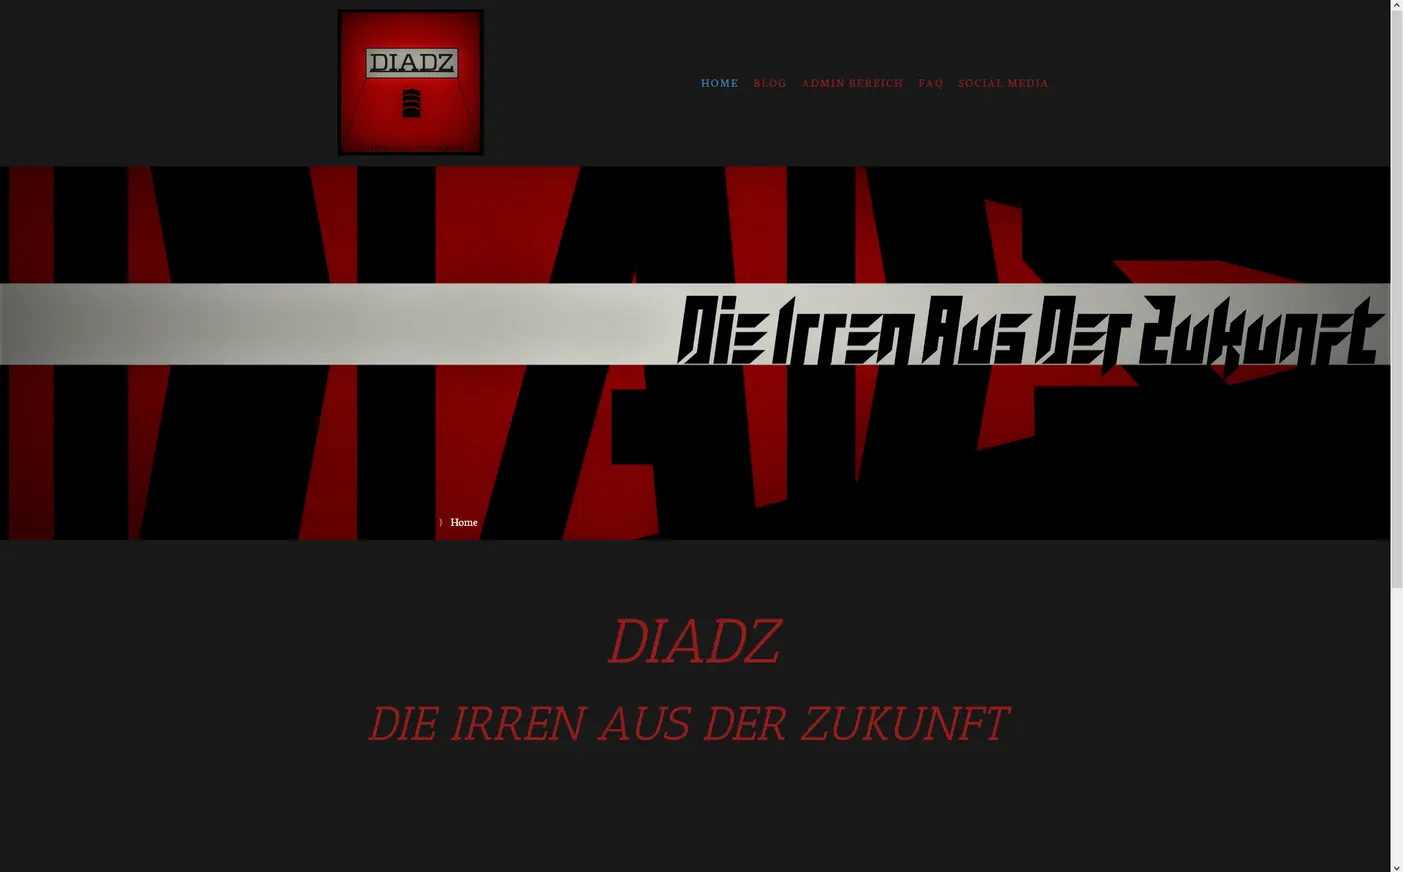 DIADZ
HOME BLOG ADMIN BEREICH FAQ SOCIAL MEDIA
Die Irren Aus Der Zukunft
Home
DIADZ
DIE IRREN AUS DER ZUKUNFT